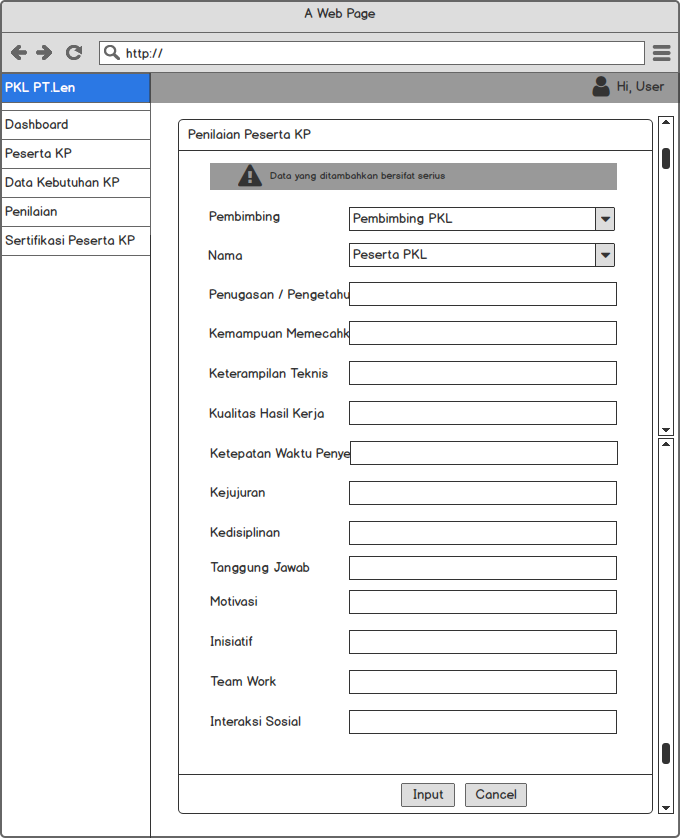 A Web Page
http://
PKL PT.Len
Hi, User
Dashboard
Peserta KP
Data Kebutuhan KP
Penilaian
Sertifikasi Peserta KP
Penilaian Peserta KP
Data yang ditambahkan bersifat serius
Pembimbing
Pembimbing PKL
Nama
Peserta PKL
Penugasan / Pengetahu
Kemampuan Memecahk
Keterampilan Teknis
Kualitas Hasil Kerja
Ketepatan Waktu Penye
Kejujuran
Kedisiplinan
Tanggung Jawab
Motivasi
Inisiatif
Team Work
Interaksi Sosial
Input
Cancel